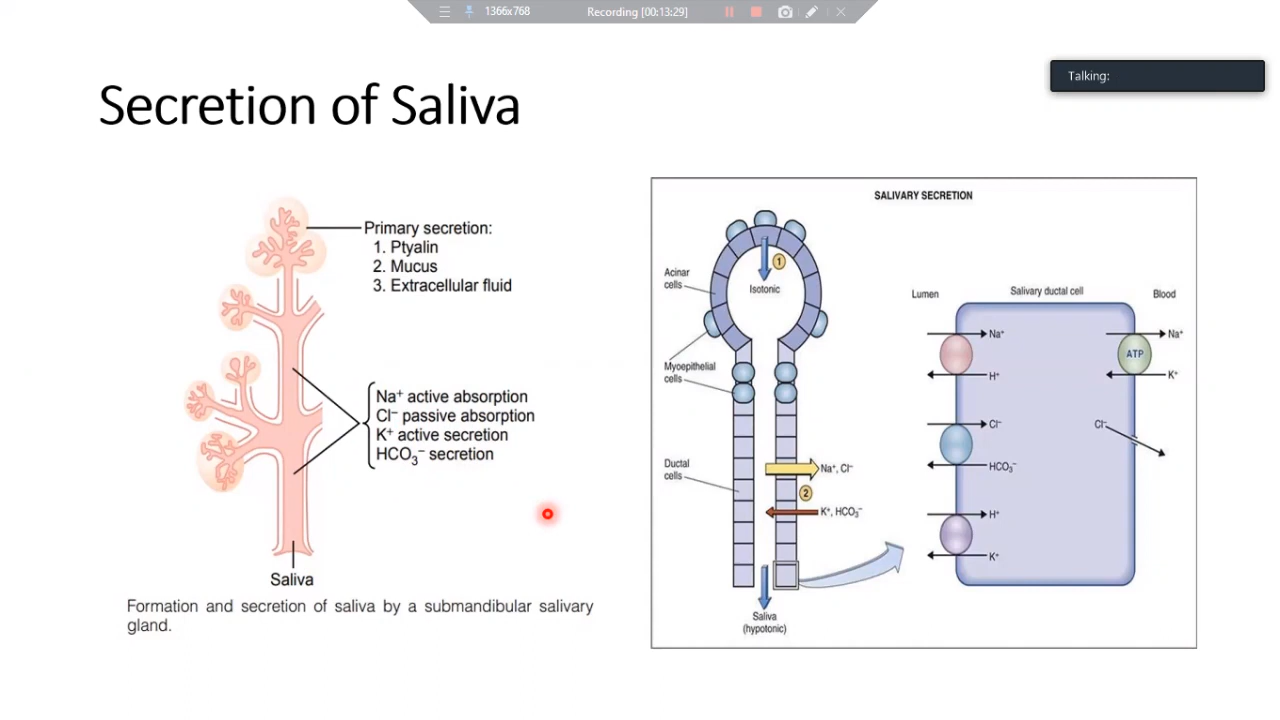 1366x768
Recording [00:13:29]
Talking:
Secretion of Saliva
Primary secretion:
1. Ptyalin
2. Mucus
3. Extracellular fluid
Na⁺ active absorption
Cl⁻ passive absorption
K⁺ active secretion
HCO₃⁻ secretion
Saliva
Formation and secretion of saliva by a submandibular salivary
gland.
SALIVARY SECRETION
Acinar
cells
1
Isotonic
Myoepithelial
cells
Ductal
cells
Na⁺, Cl⁻
2
K⁺, HCO₃⁻
Saliva
(hypotonic)
Lumen
Salivary ductal cell
Blood
Na⁺
H⁺
Cl⁻
HCO₃⁻
H⁺
K⁺
Na⁺
ATP
K⁺
Cl⁻